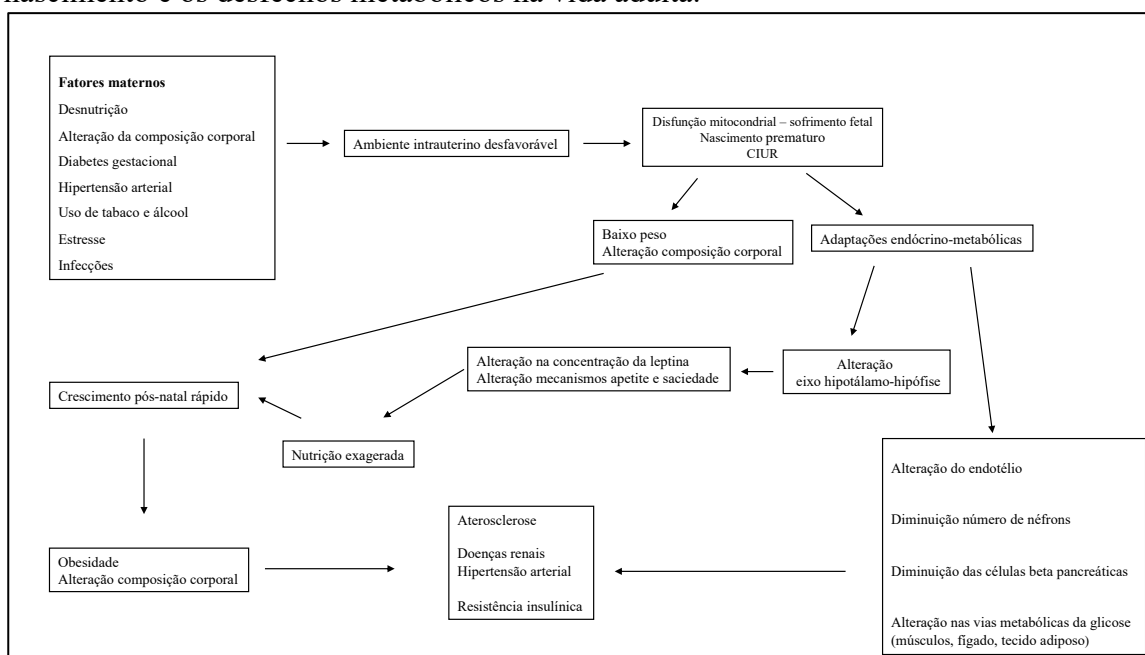 nascimento e os desfechos metabólicos na vida adulta.
Fatores maternos
Desnutrição
Alteração da composição corporal
Diabetes gestacional
Hipertensão arterial
Uso de tabaco e álcool
Estresse
Infecções
Ambiente intrauterino desfavorável
Disfunção mitocondrial – sofrimento fetal
Nascimento prematuro
CIUR
Baixo peso
Alteração composição corporal
Adaptações endócrino-metabólicas
Alteração na concentração da leptina
Alteração mecanismos apetite e saciedade
Alteração
eixo hipotálamo-hipófise
Crescimento pós-natal rápido
Nutrição exagerada
Alteração do endotélio
Diminuição número de néfrons
Diminuição das células beta pancreáticas
Alteração nas vias metabólicas da glicose
(músculos, fígado, tecido adiposo)
Aterosclerose
Doenças renais
Hipertensão arterial
Resistência insulínica
Obesidade
Alteração composição corporal